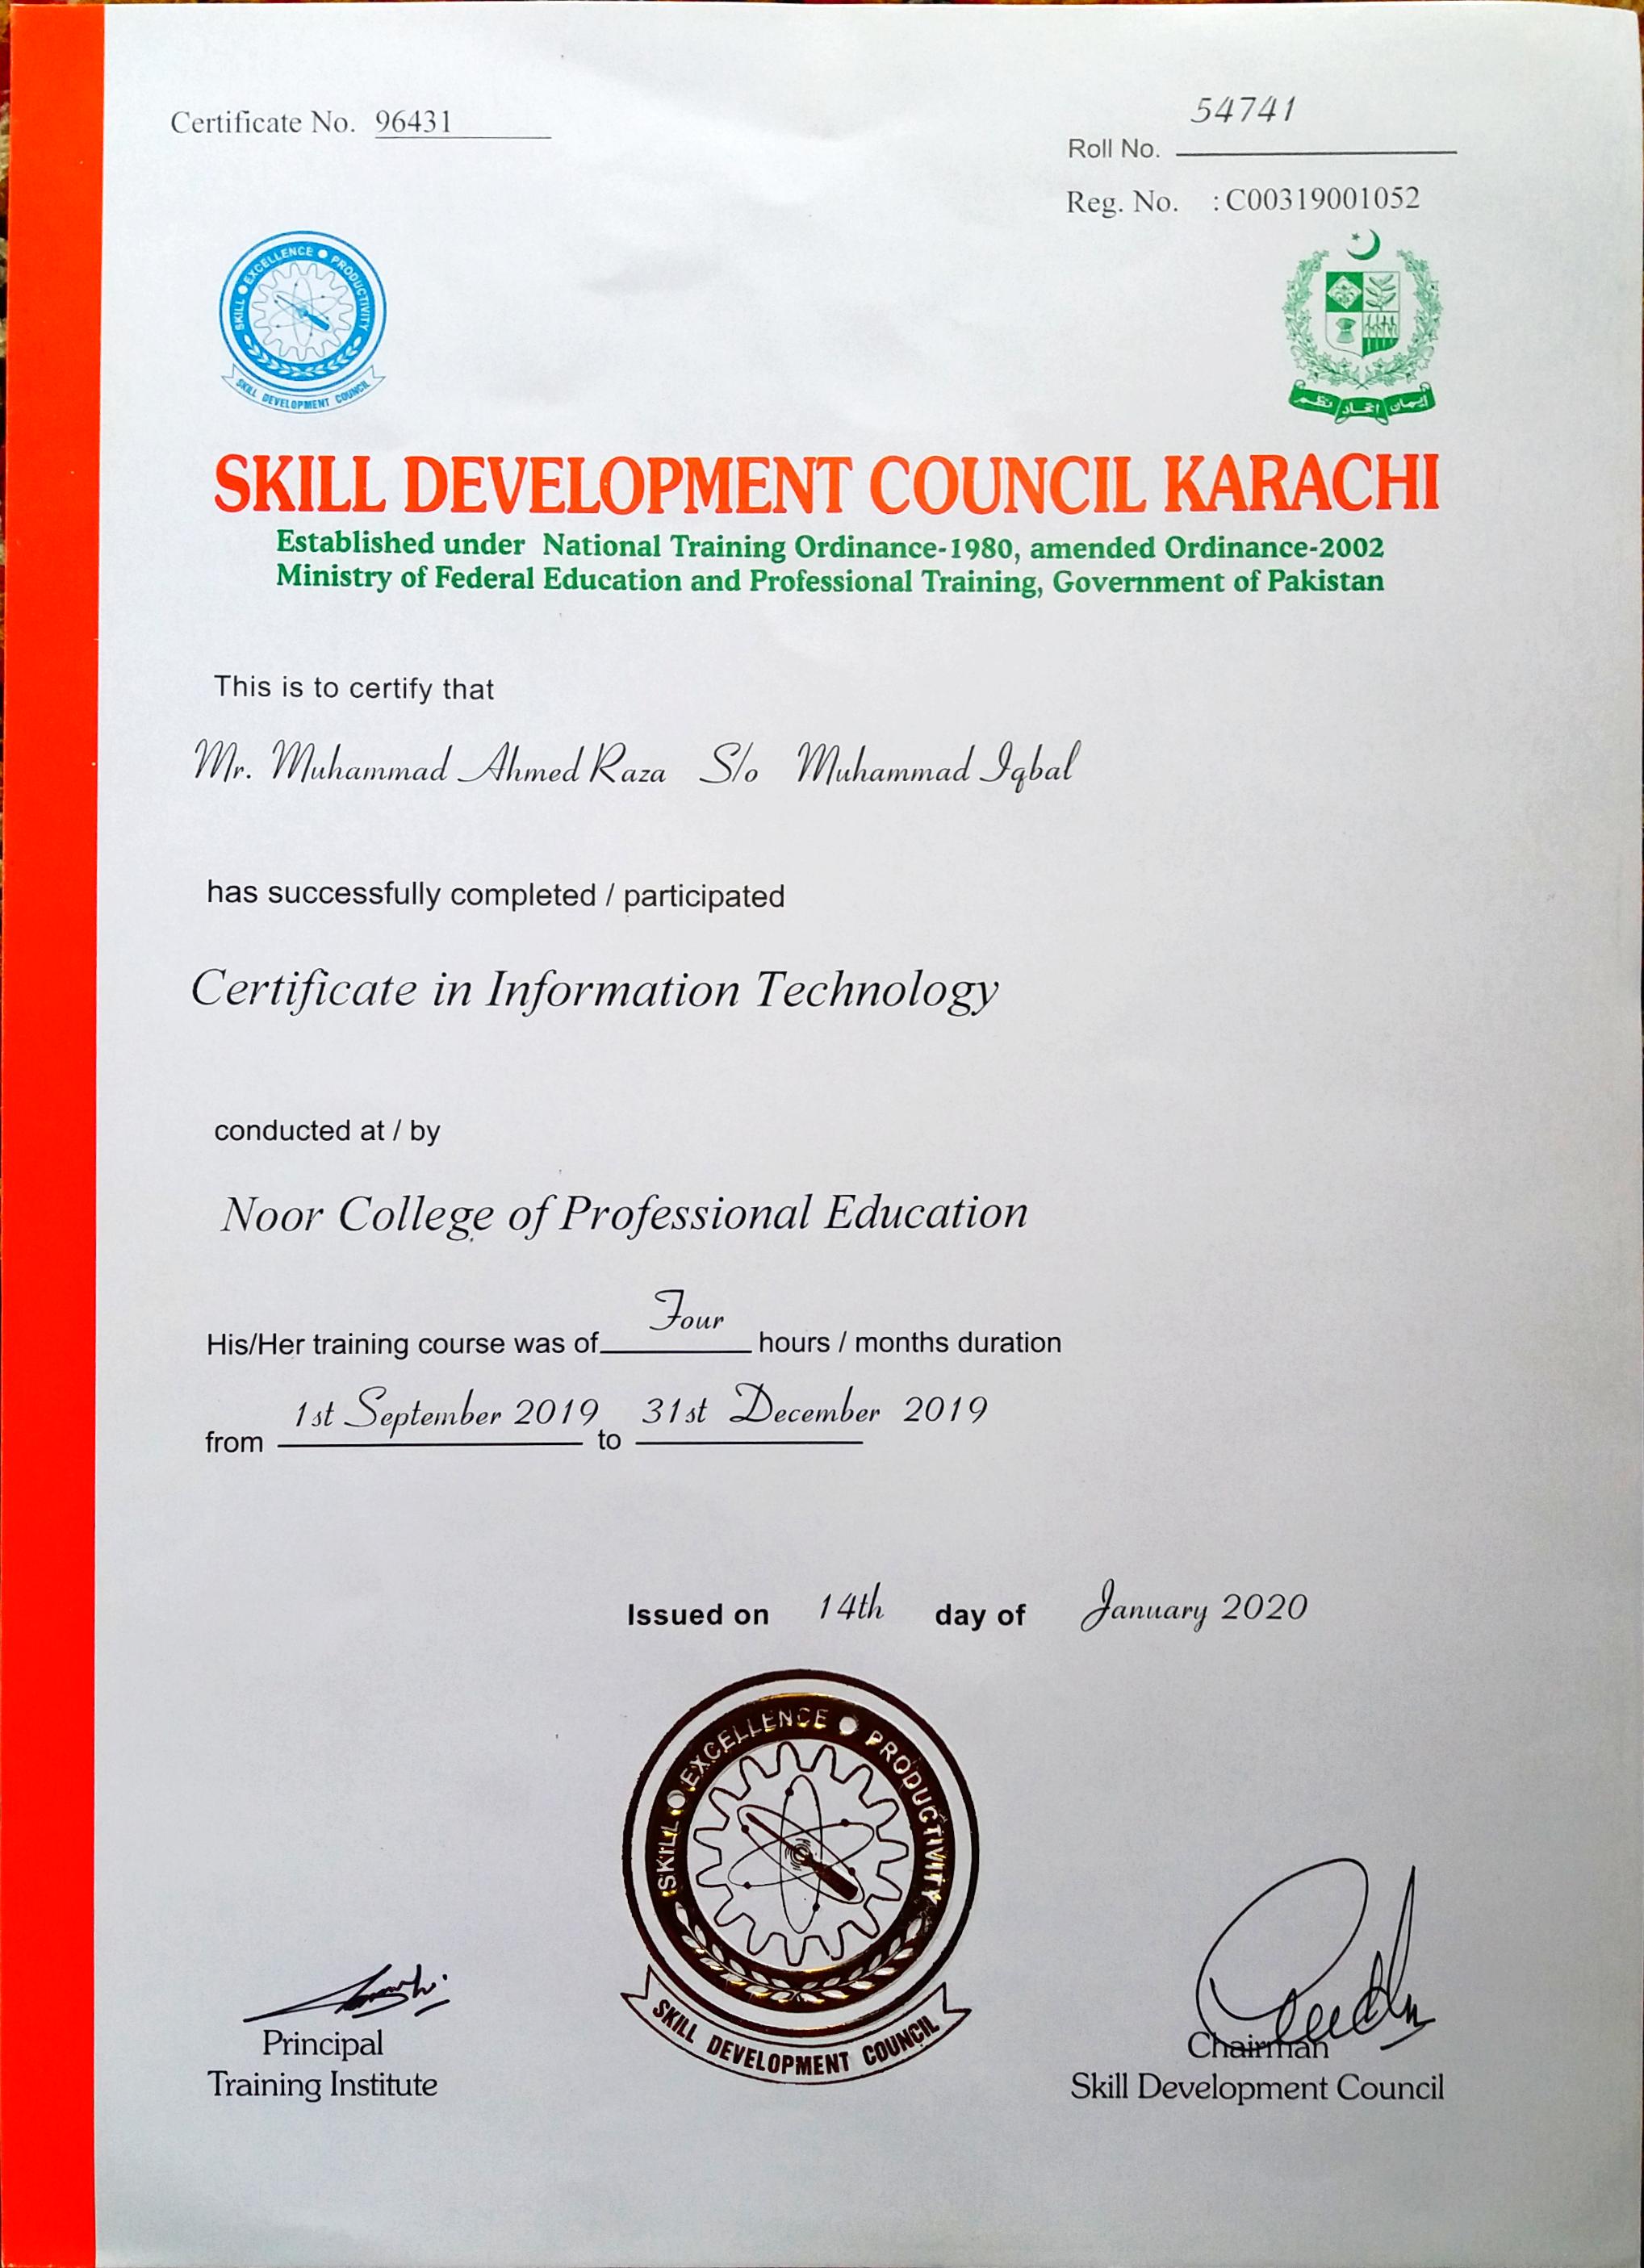 Certificate No. 96431
54741
Roll No.
Reg. No. : C00319001052
SKILL ● EXCELLENCE ● PRODUCTIVITY
SKILL DEVELOPMENT COUNCIL
ایمان اتحاد نظم
SKILL DEVELOPMENT COUNCIL KARACHI
Established under National Training Ordinance-1980, amended Ordinance-2002
Ministry of Federal Education and Professional Training, Government of Pakistan
This is to certify that
Mr. Muhammad Ahmed Raza S/o Muhammad Iqbal
has successfully completed / participated
Certificate in Information Technology
conducted at / by
Noor College of Professional Education
His/Her training course was of Four hours / months duration
from 1st September 2019 to 31st December 2019
Issued on 14th day of January 2020
SKILL ● EXCELLENCE ● PRODUCTIVITY
SKILL DEVELOPMENT COUNCIL
Principal
Training Institute
Chairman
Skill Development Council